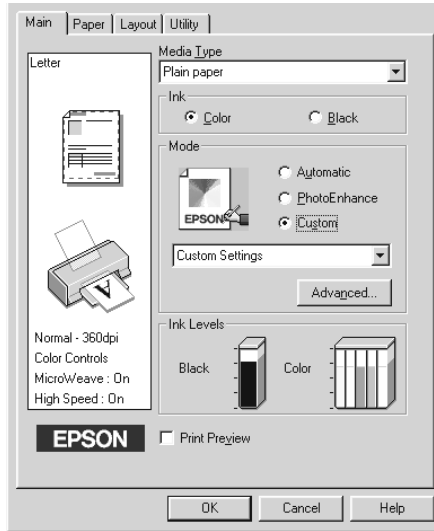 Main Paper Layout Utility
Letter
Media Type
Plain paper
Ink
Color Black
Mode
Automatic
PhotoEnhance
Custom
EPSON
Custom Settings
Advanced...
A
Normal - 360dpi
Color Controls
MicroWeave : On
High Speed : On
Ink Levels
Black Color
EPSON
Print Preview
OK Cancel Help